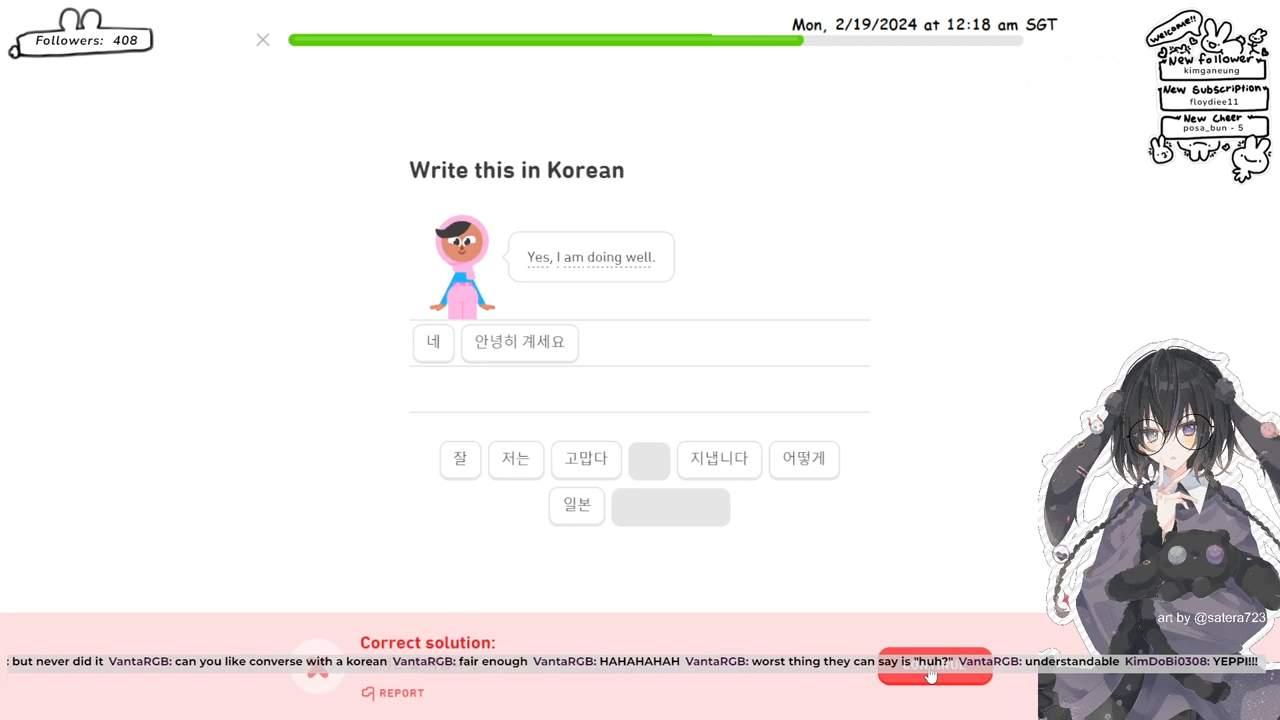 Followers: 408
Mon, 2/19/2024 at 12:18 am SGT
welcome!!
New follower
kimganeung
New Subscription
floydiee11
New Cheer
posa_bun - 5
Write this in Korean
Yes, I am doing well.
네 안녕히 계세요
잘 저는 고맙다 지냅니다 어떻게
일본
art by @satera723
Correct solution:
: but never did it VantaRGB: can you like converse with a korean VantaRGB: fair enough VantaRGB: HAHAHAHAH VantaRGB: worst thing they can say is "huh?" VantaRGB: understandable KimDoBi0308: YEPPI!!!
REPORT